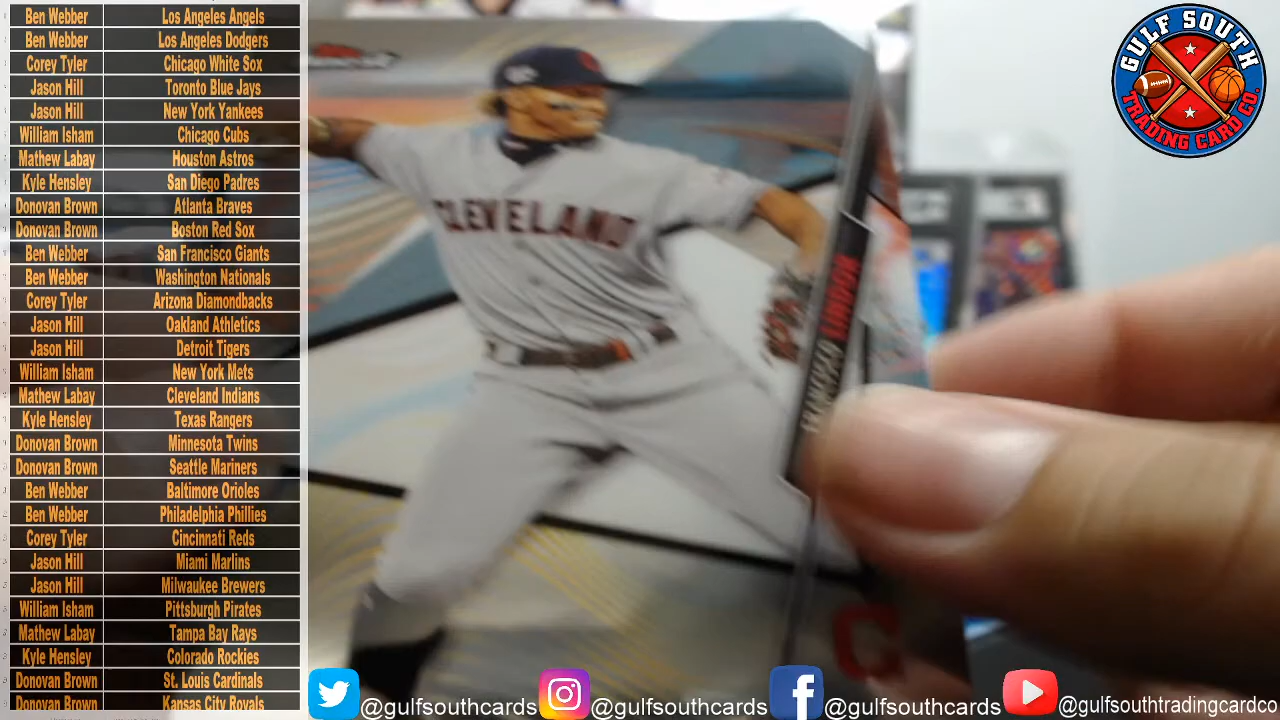 Ben Webber Los Angeles Angels
Ben Webber Los Angeles Dodgers
Corey Tyler Chicago White Sox
Jason Hill Toronto Blue Jays
Jason Hill New York Yankees
William Isham Chicago Cubs
Mathew Labay Houston Astros
Kyle Hensley San Diego Padres
Donovan Brown Atlanta Braves
Donovan Brown Boston Red Sox
Ben Webber San Francisco Giants
Ben Webber Washington Nationals
Corey Tyler Arizona Diamondbacks
Jason Hill Oakland Athletics
Jason Hill Detroit Tigers
William Isham New York Mets
Mathew Labay Cleveland Indians
Kyle Hensley Texas Rangers
Donovan Brown Minnesota Twins
Donovan Brown Seattle Mariners
Ben Webber Baltimore Orioles
Ben Webber Philadelphia Phillies
Corey Tyler Cincinnati Reds
Jason Hill Miami Marlins
Jason Hill Milwaukee Brewers
William Isham Pittsburgh Pirates
Mathew Labay Tampa Bay Rays
Kyle Hensley Colorado Rockies
Donovan Brown St. Louis Cardinals
Donovan Brown Kansas City Royals
CLEVELAND
LINDOR
C
GULF SOUTH
TRADING CARD CO.
@gulfsouthcards
@gulfsouthcards
@gulfsouthcards
@gulfsouthtradingcardco